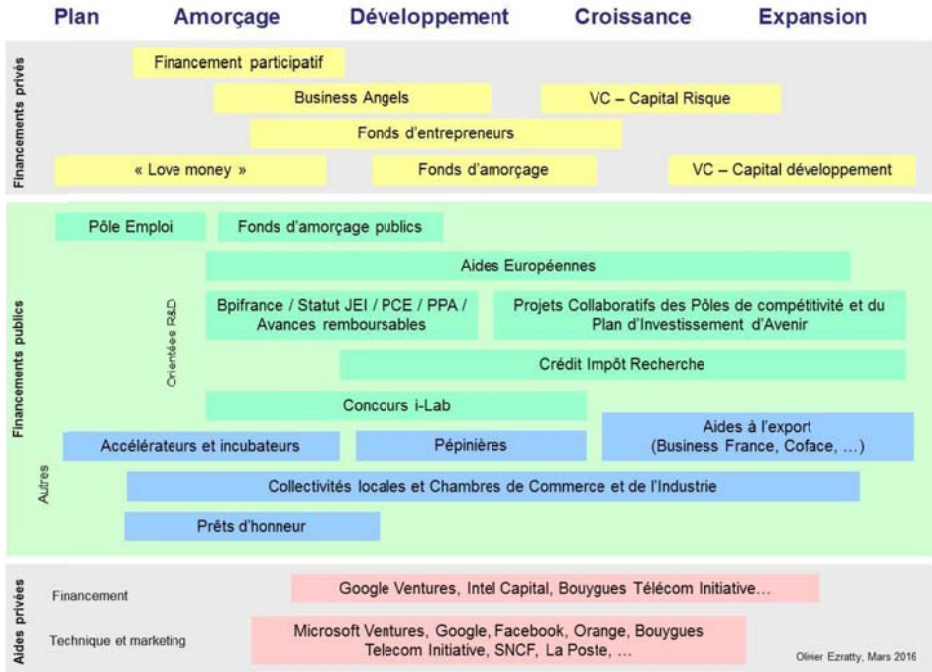 Plan Amorçage Développement Croissance Expansion
Financements privés
Financement participatif
Business Angels
VC – Capital Risque
Fonds d'entrepreneurs
« Love money »
Fonds d'amorçage
VC – Capital développement
Financements publics
Orientées R&D
Pôle Emploi
Fonds d'amorçage publics
Aides Européennes
Bpifrance / Statut JEI / PCE / PPA /
Avances remboursables
Projets Collaboratifs des Pôles de compétitivité et du
Plan d'Investissement d'Avenir
Crédit Impôt Recherche
Concours i-Lab
Autres
Accélérateurs et incubateurs
Pépinières
Aides à l'export
(Business France, Coface, …)
Collectivités locales et Chambres de Commerce et de l'Industrie
Prêts d'honneur
Aides privées
Financement
Google Ventures, Intel Capital, Bouygues Télécom Initiative…
Technique et marketing
Microsoft Ventures, Google, Facebook, Orange, Bouygues
Telecom Initiative, SNCF, La Poste, …
Olivier Ezratty, Mars 2016